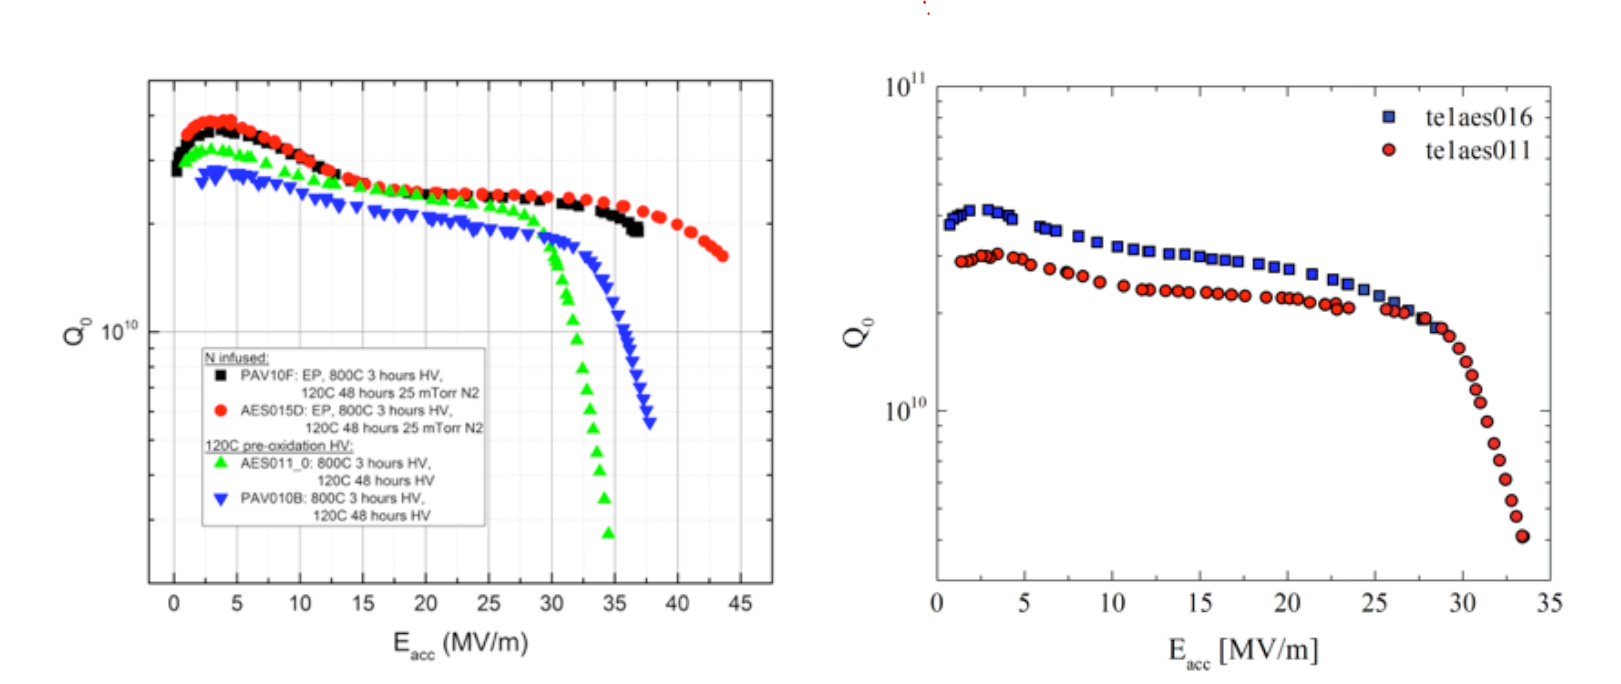 Q0
10^10
N infused:
PAV10F: EP, 800C 3 hours HV,
120C 48 hours 25 mTorr N2
AES015D: EP, 800C 3 hours HV,
120C 48 hours 25 mTorr N2
120C pre-oxidation HV:
AES011_0: 800C 3 hours HV,
120C 48 hours HV
PAV010B: 800C 3 hours HV,
120C 48 hours HV
0 5 10 15 20 25 30 35 40 45
Eacc (MV/m)
10^11
te1aes016
te1aes011
Q0
10^10
0 5 10 15 20 25 30 35
Eacc [MV/m]